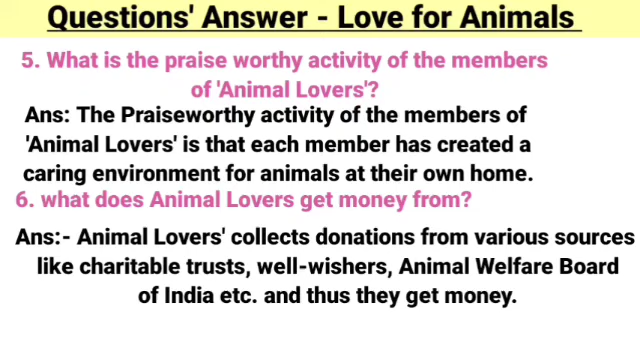 Questions' Answer - Love for Animals
5. What is the praise worthy activity of the members
of 'Animal Lovers'?
Ans: The Praiseworthy activity of the members of
'Animal Lovers' is that each member has created a
caring environment for animals at their own home.
6. what does Animal Lovers get money from?
Ans:- Animal Lovers' collects donations from various sources
like charitable trusts, well-wishers, Animal Welfare Board
of India etc. and thus they get money.